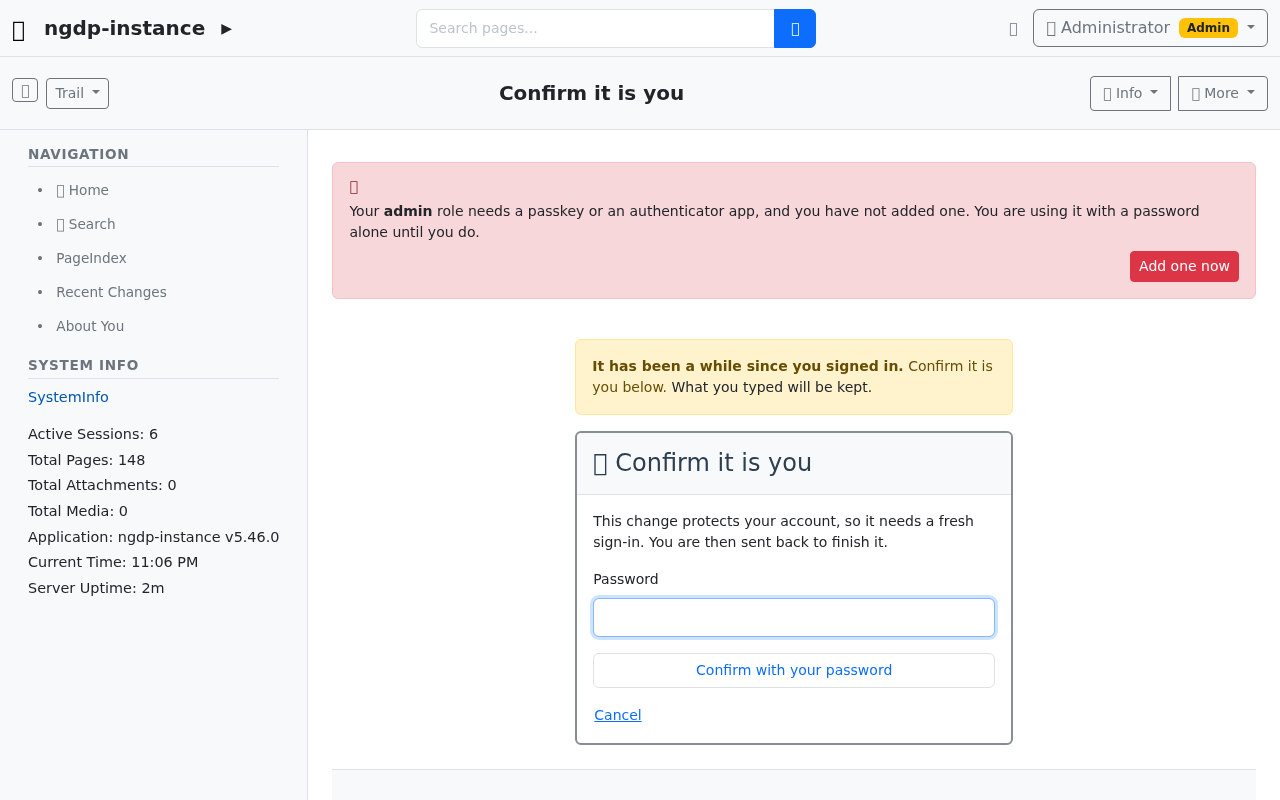 ngdp-instance ▶
Search pages...
Administrator Admin
Trail
Confirm it is you
Info
More
NAVIGATION
Home
Search
PageIndex
Recent Changes
About You
SYSTEM INFO
SystemInfo
Active Sessions: 6
Total Pages: 148
Total Attachments: 0
Total Media: 0
Application: ngdp-instance v5.46.0
Current Time: 11:06 PM
Server Uptime: 2m
Your admin role needs a passkey or an authenticator app, and you have not added one. You are using it with a password
alone until you do.
Add one now
It has been a while since you signed in. Confirm it is
you below. What you typed will be kept.
Confirm it is you
This change protects your account, so it needs a fresh
sign-in. You are then sent back to finish it.
Password
Confirm with your password
Cancel